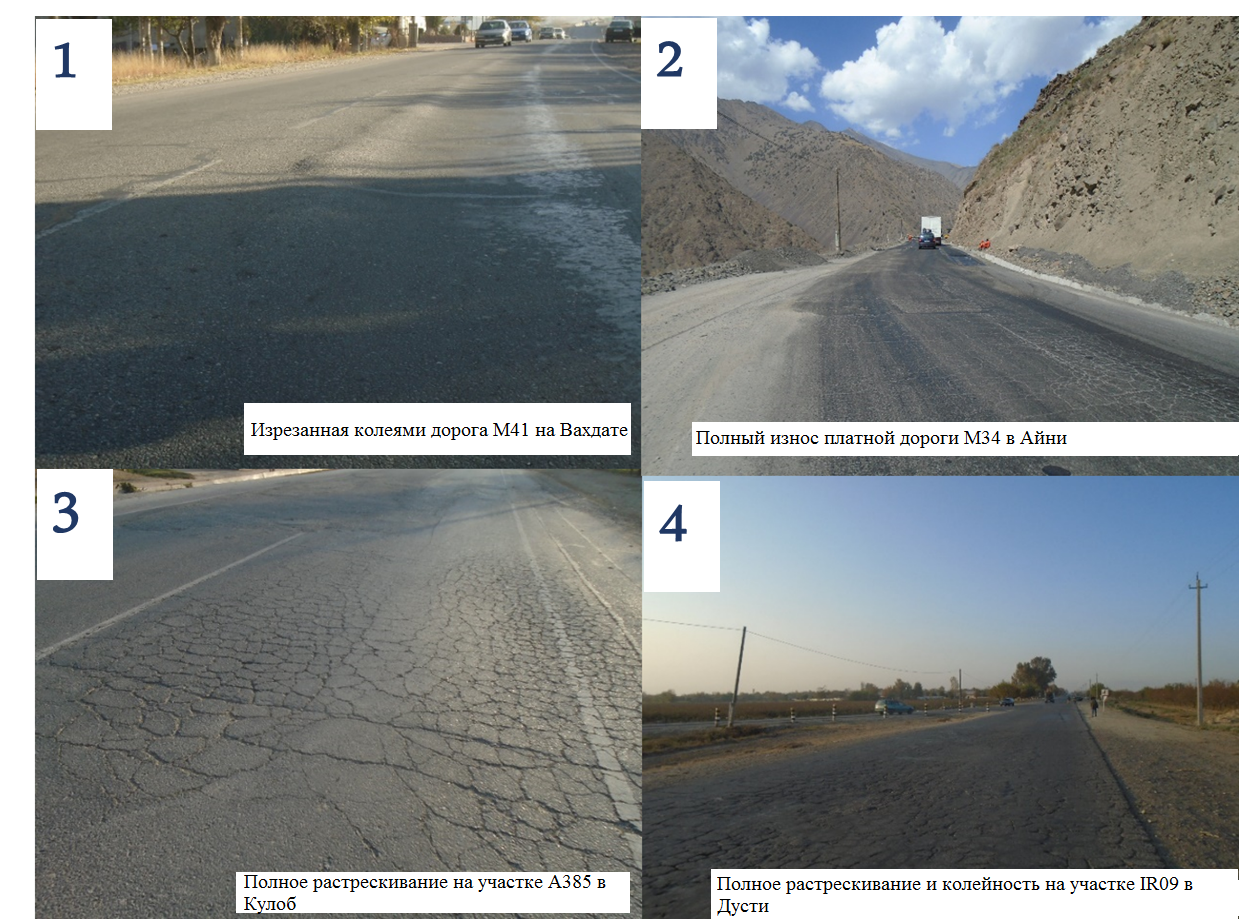 1
2
Изрезанная колеями дорога М41 на Вахдате
Полный износ платной дороги М34 в Айни
3
4
Полное растрескивание на участке А385 в
Кулоб
Полное растрескивание и колейность на участке IR09 в
Дусти